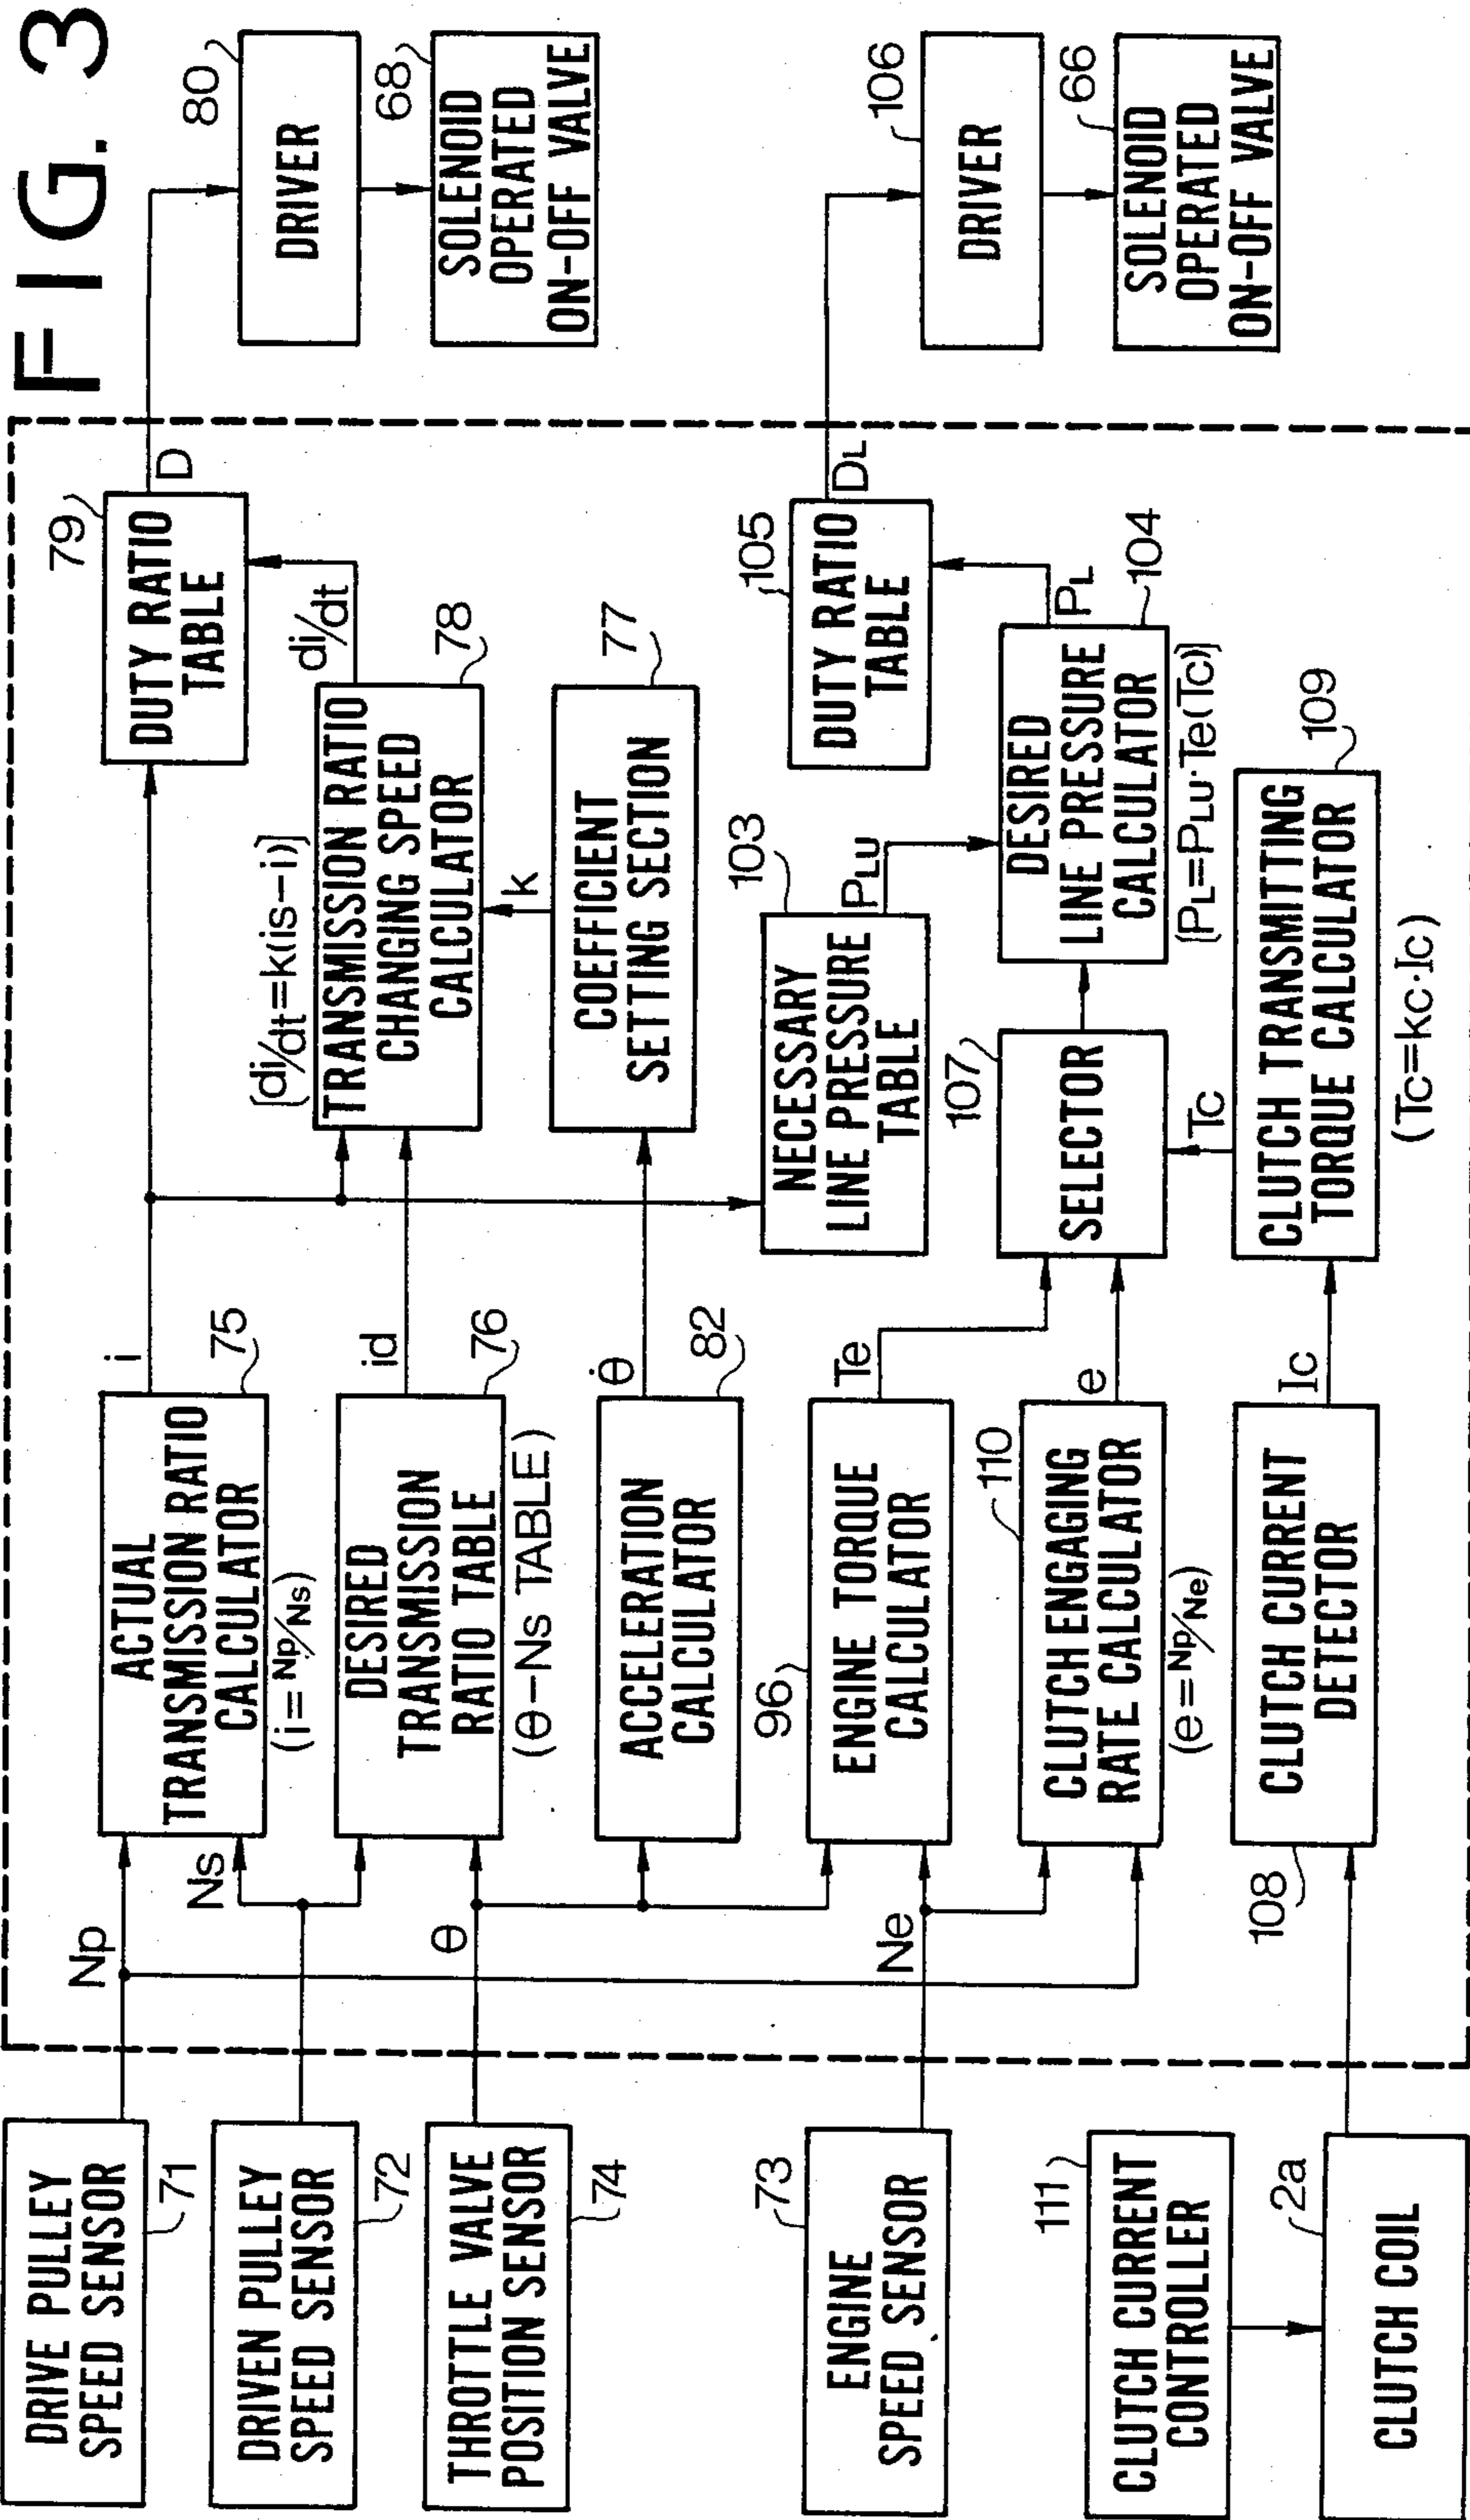 FIG. 3
DRIVE PULLEY
SPEED SENSOR
71
DRIVEN PULLEY
SPEED SENSOR
72
THROTTLE VALVE
POSITION SENSOR
74
73
ENGINE
SPEED SENSOR
111
CLUTCH CURRENT
CONTROLLER
2a
CLUTCH COIL
Np
Ns
θ
Ne
ACTUAL
TRANSMISSION RATIO
CALCULATOR
(i=Np/Ns)
75
i
DESIRED
TRANSMISSION
RATIO TABLE
(θ-Ns TABLE)
76
id
ACCELERATION
CALCULATOR
82
θ̇
96
ENGINE TORQUE
CALCULATOR
Te
110
CLUTCH ENGAGING
RATE CALCULATOR
(e=Np/Ne)
e
108
CLUTCH CURRENT
DETECTOR
Ic
[di/dt=k(is-i)]
TRANSMISSION RATIO
CHANGING SPEED
CALCULATOR
78
di/dt
k
COEFFICIENT
SETTING SECTION
77
103
NECESSARY
LINE PRESSURE
TABLE
PLU
107
SELECTOR
Tc
CLUTCH TRANSMITTING
TORQUE CALCULATOR
109
(Tc=kc·Ic)
DESIRED
LINE PRESSURE
CALCULATOR
[PL=PLU·Te(Tc)]
104
PL
79
DUTY RATIO
TABLE
D
105
DUTY RATIO
TABLE
DL
80
DRIVER
68
SOLENOID
OPERATED
ON-OFF VALVE
106
DRIVER
66
SOLENOID
OPERATED
ON-OFF VALVE